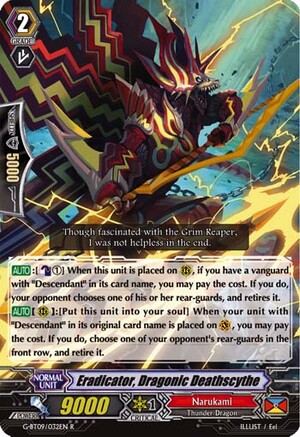 2
GRADE
5000
Though fascinated with the Grim Reaper,
I was not helpless in the end.
AUTO:[①] When this unit is placed on , if you have a vanguard
with "Descendant" in its card name, you may pay the cost. If you do,
your opponent chooses one of his or her rear-guards, and retires it.
AUTO [ ]:[Put this unit into your soul] When your unit with
"Descendant" in its original card name is placed on , you may pay
the cost. If you do, choose one of your opponent's rear-guards in the
front row, and retire it.
NORMAL
UNIT
Eradicator, Dragonic Deathscythe
POWER
9000
1
CRITICAL
Narukami
Thunder Dragon
G-BT09/032EN R
ILLUST / Eel